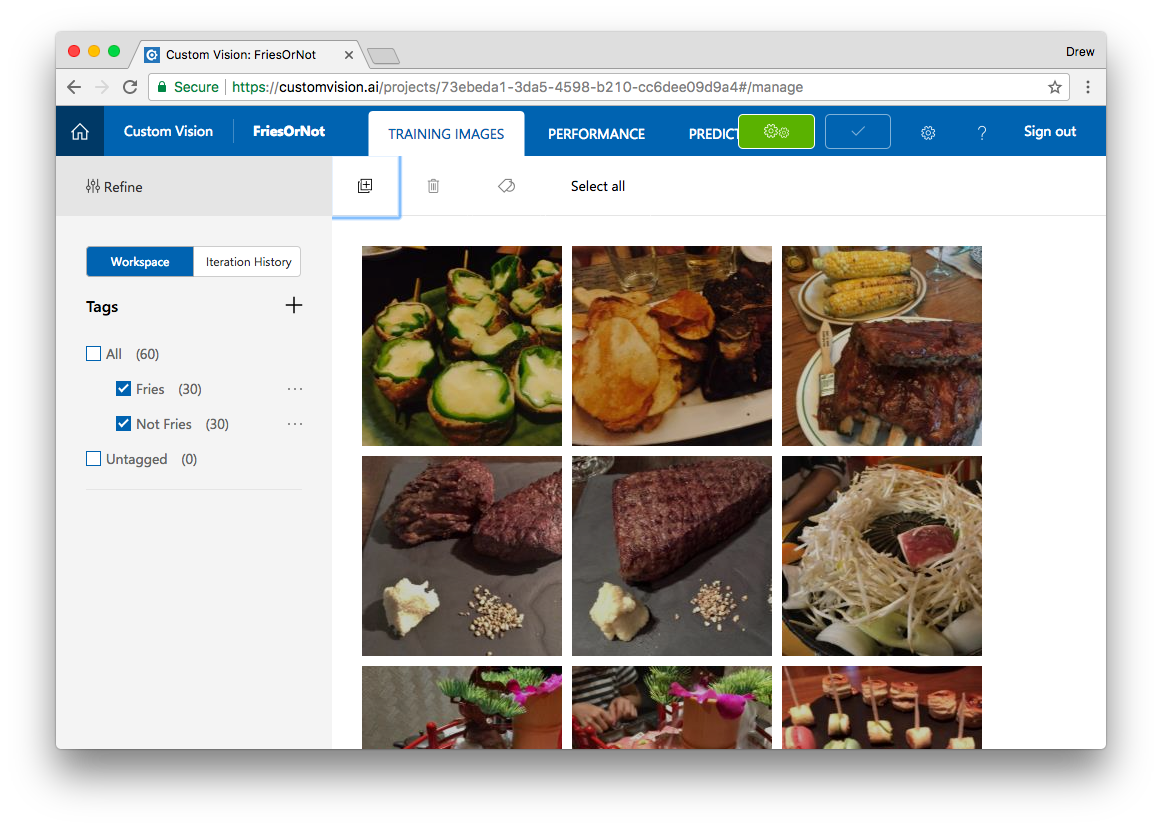 Custom Vision: FriesOrNot
Drew
Secure https://customvision.ai/projects/73ebeda1-3da5-4598-b210-cc6dee09d9a4#/manage
Custom Vision FriesOrNot TRAINING IMAGES PERFORMANCE PREDICT ? Sign out
Refine Select all
Workspace Iteration History
Tags
All (60)
Fries (30) ...
Not Fries (30) ...
Untagged (0)